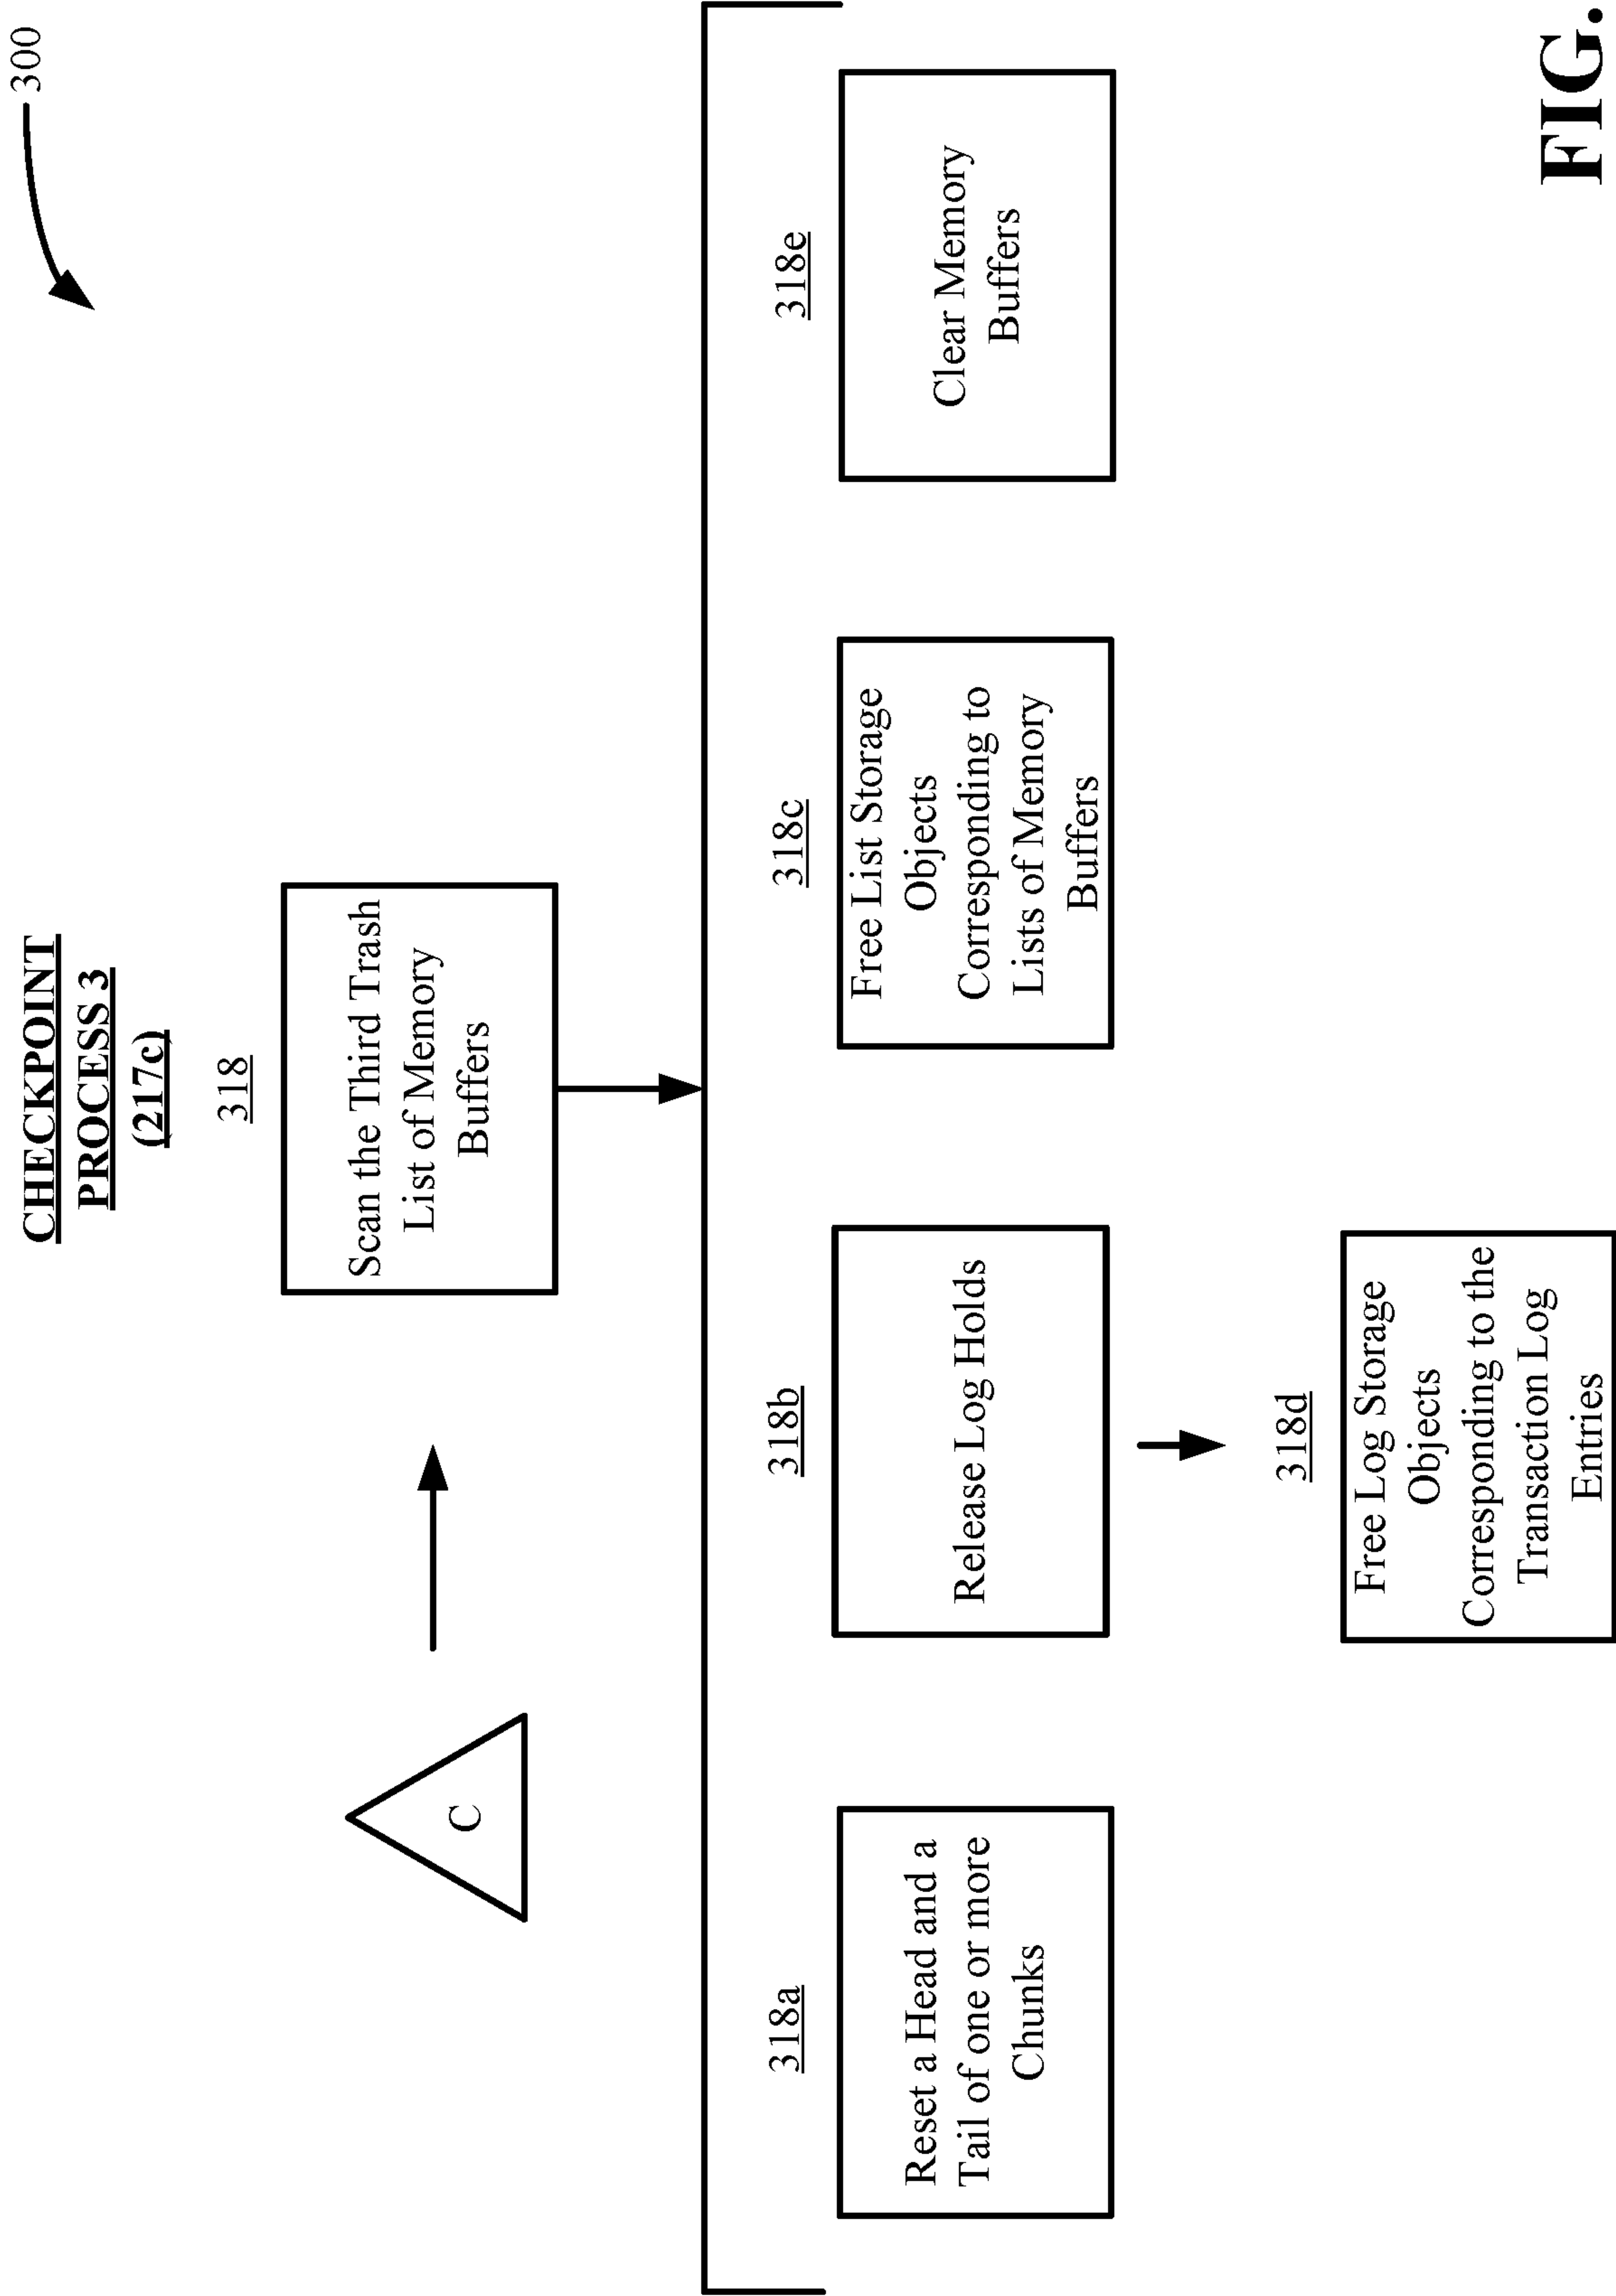 300
CHECKPOINT
PROCESS 3
(217c)
318
Scan the Third Trash
List of Memory
Buffers
C
318a
Reset a Head and a
Tail of one or more
Chunks
318b
Release Log Holds
318c
Free List Storage
Objects
Corresponding to
Lists of Memory
Buffers
318e
Clear Memory
Buffers
318d
Free Log Storage
Objects
Corresponding to the
Transaction Log
Entries
FIG.